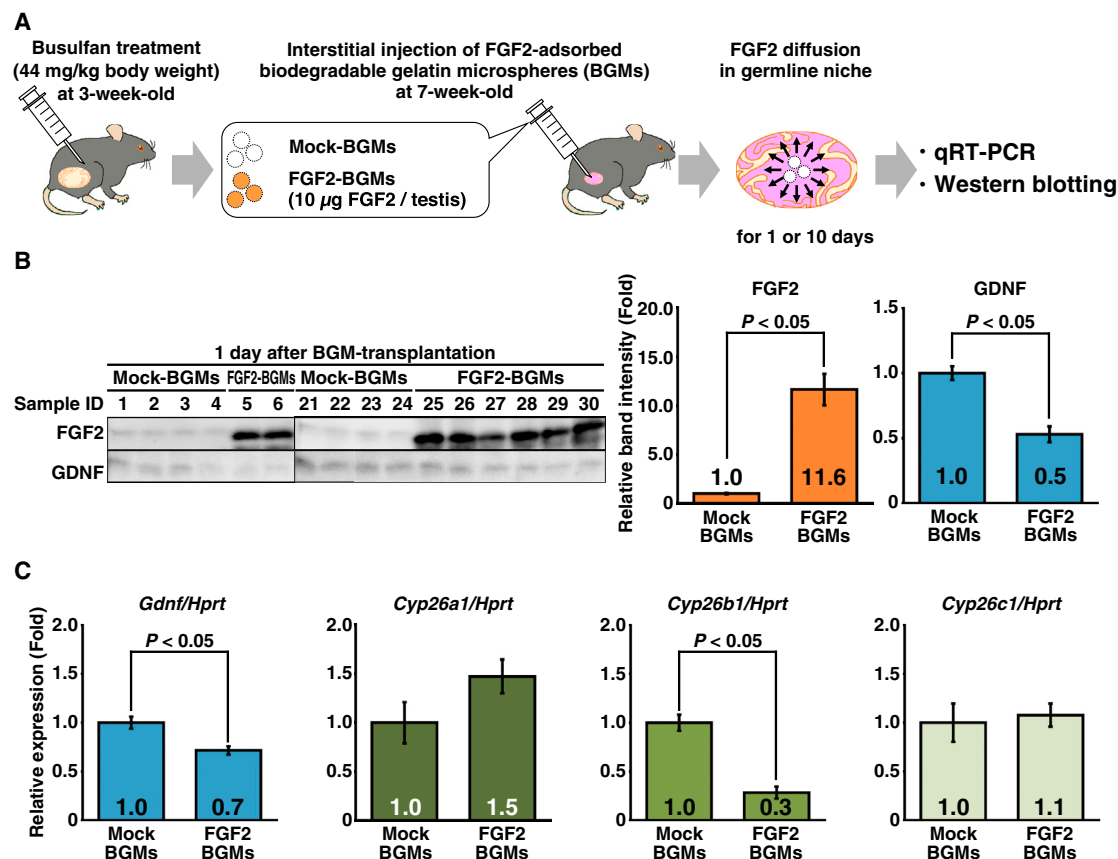 A
Busulfan treatment
(44 mg/kg body weight)
at 3-week-old
Interstitial injection of FGF2-adsorbed
biodegradable gelatin microspheres (BGMs)
at 7-week-old
FGF2 diffusion
in germline niche
Mock-BGMs
FGF2-BGMs
(10 µg FGF2 / testis)
for 1 or 10 days
· qRT-PCR
· Western blotting
B
1 day after BGM-transplantation
Mock-BGMs FGF2-BGMs Mock-BGMs FGF2-BGMs
Sample ID 1 2 3 4 5 6 21 22 23 24 25 26 27 28 29 30
FGF2
GDNF
Relative band intensity (Fold)
FGF2
20.0
15.0
10.0
5.0
0
P < 0.05
1.0
11.6
Mock
BGMs
FGF2
BGMs
GDNF
1.5
1.0
0.5
0
P < 0.05
1.0
0.5
Mock
BGMs
FGF2
BGMs
C
Relative expression (Fold)
Gdnf/Hprt
2.0
1.5
1.0
0.5
0
P < 0.05
1.0
0.7
Mock
BGMs
FGF2
BGMs
Cyp26a1/Hprt
2.0
1.5
1.0
0.5
0
1.0
1.5
Mock
BGMs
FGF2
BGMs
Cyp26b1/Hprt
2.0
1.5
1.0
0.5
0
P < 0.05
1.0
0.3
Mock
BGMs
FGF2
BGMs
Cyp26c1/Hprt
2.0
1.5
1.0
0.5
0
1.0
1.1
Mock
BGMs
FGF2
BGMs